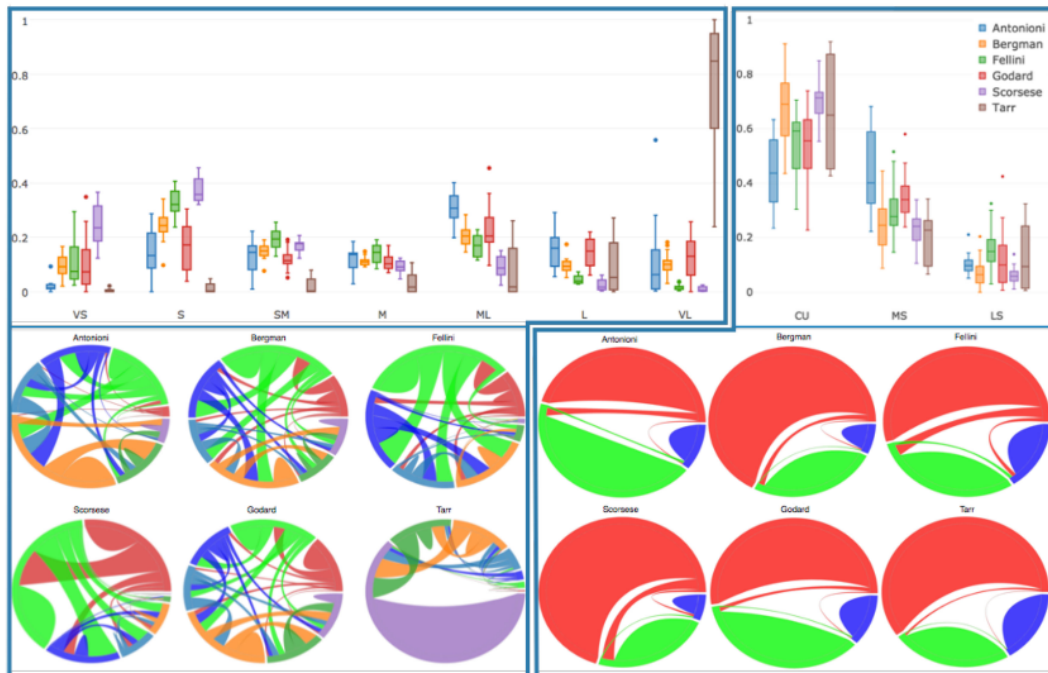 1
0.8
0.6
0.4
0.2
0
VS S SM M ML L VL
1
0.8
0.6
0.4
0.2
0
CU MS LS
Antonioni
Bergman
Fellini
Godard
Scorsese
Tarr
Antonioni Bergman Fellini
Scorsese Godard Tarr
Antonioni Bergman Fellini
Scorsese Godard Tarr